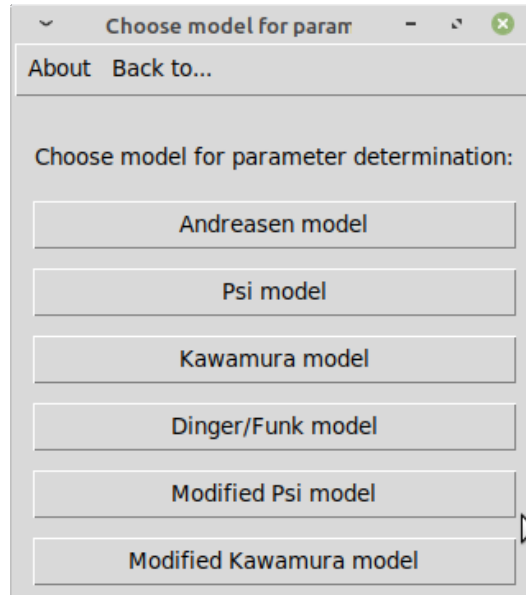 Choose model for param
About Back to...
Choose model for parameter determination:
Andreasen model
Psi model
Kawamura model
Dinger/Funk model
Modified Psi model
Modified Kawamura model